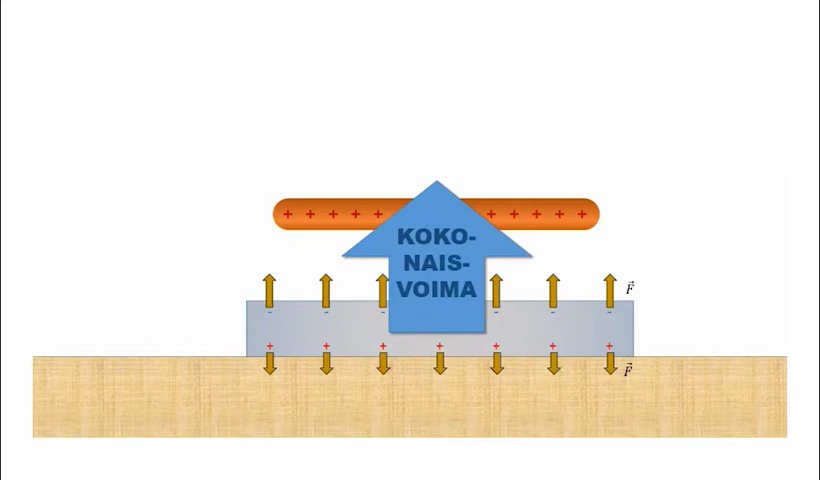 + + + + + + + + + +
KOKO-
NAIS-
VOIMA
F
- - - - - -
+ + + + + + +
F